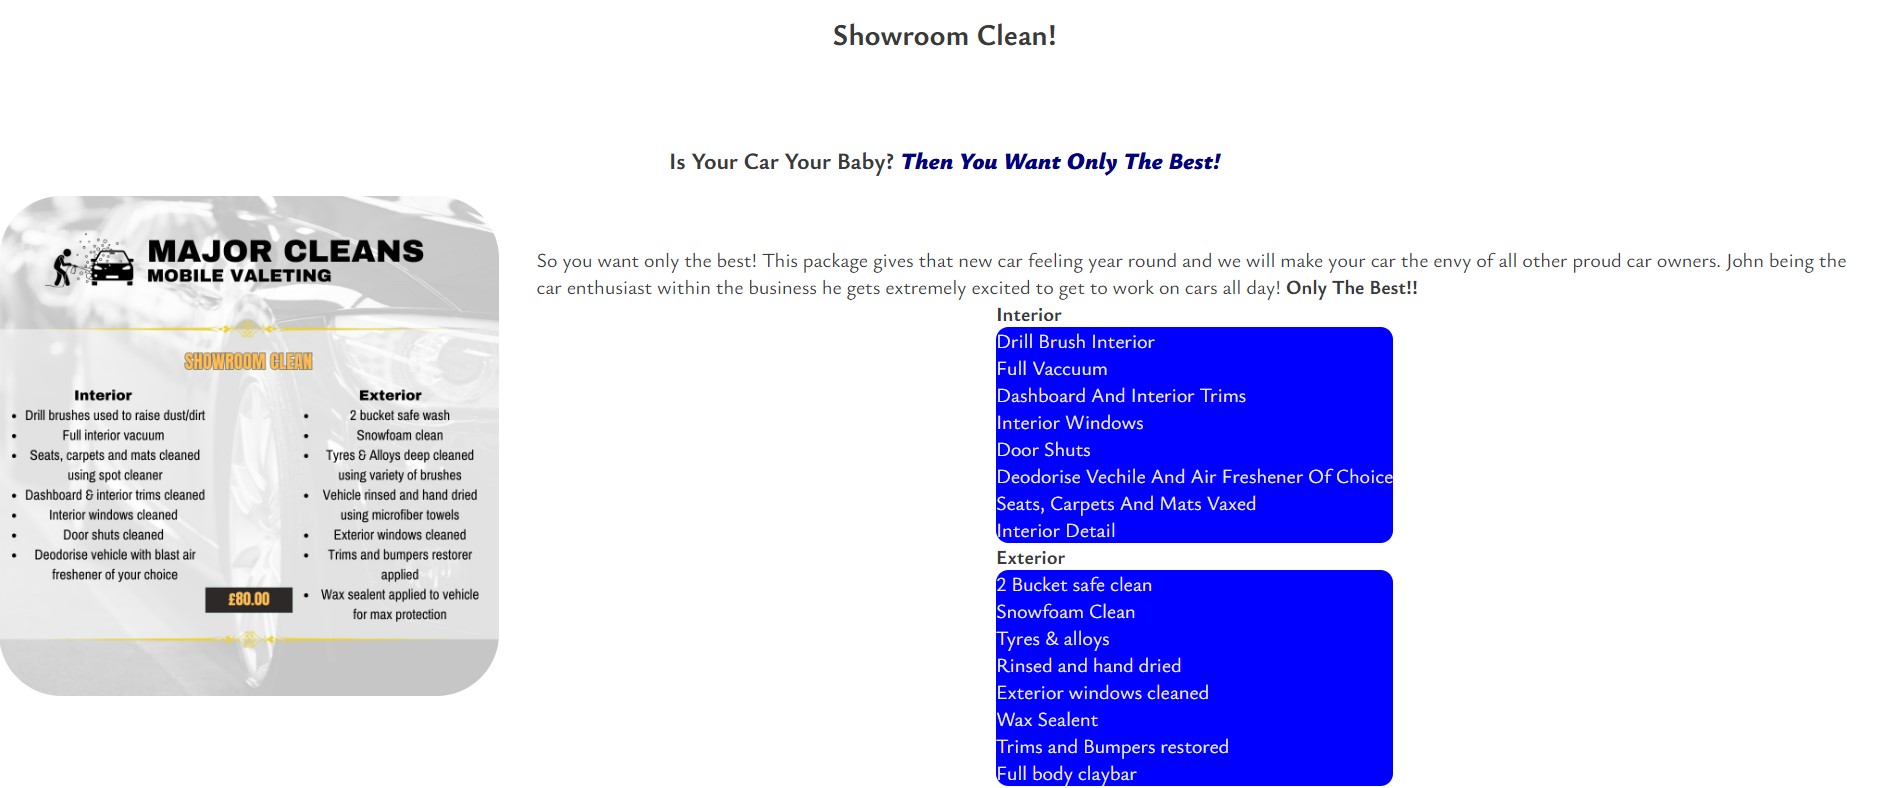 Showroom Clean!
Is Your Car Your Baby? Then You Want Only The Best!
MAJOR CLEANS
MOBILE VALETING
SHOWROOM CLEAN
Interior
• Drill brushes used to raise dust/dirt
• Full interior vacuum
• Seats, carpets and mats cleaned
using spot cleaner
• Dashboard & interior trims cleaned
• Interior windows cleaned
• Door shuts cleaned
• Deodorise vehicle with blast air
freshener of your choice
Exterior
• 2 bucket safe wash
• Snowfoam clean
• Tyres & Alloys deep cleaned
using variety of brushes
• Vehicle rinsed and hand dried
using microfiber towels
• Exterior windows cleaned
• Trims and bumpers restorer
applied
• Wax sealent applied to vehicle
for max protection
£80.00
So you want only the best! This package gives that new car feeling year round and we will make your car the envy of all other proud car owners. John being the
car enthusiast within the business he gets extremely excited to get to work on cars all day! Only The Best!!
Interior
Drill Brush Interior
Full Vaccuum
Dashboard And Interior Trims
Interior Windows
Door Shuts
Deodorise Vechile And Air Freshener Of Choice
Seats, Carpets And Mats Vaxed
Interior Detail
Exterior
2 Bucket safe clean
Snowfoam Clean
Tyres & alloys
Rinsed and hand dried
Exterior windows cleaned
Wax Sealent
Trims and Bumpers restored
Full body claybar